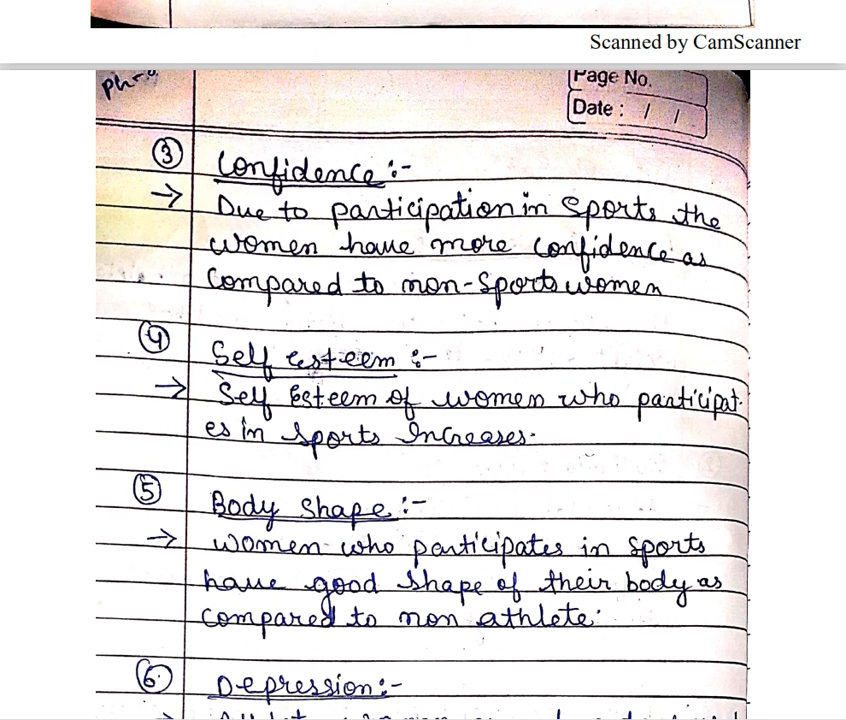 Scanned by CamScanner
Page No.
Date : / /
③ Confidence :-
→ Due to participation in Sports the
women have more confidence as
Compared to non-Sports women
④ Self esteem :-
→ Self Esteem of women who participat-
es in Sports Increases.
⑤ Body Shape :-
→ Women who participates in Sports
have good shape of their body as
compared to non athlete.
⑥ Depression :-